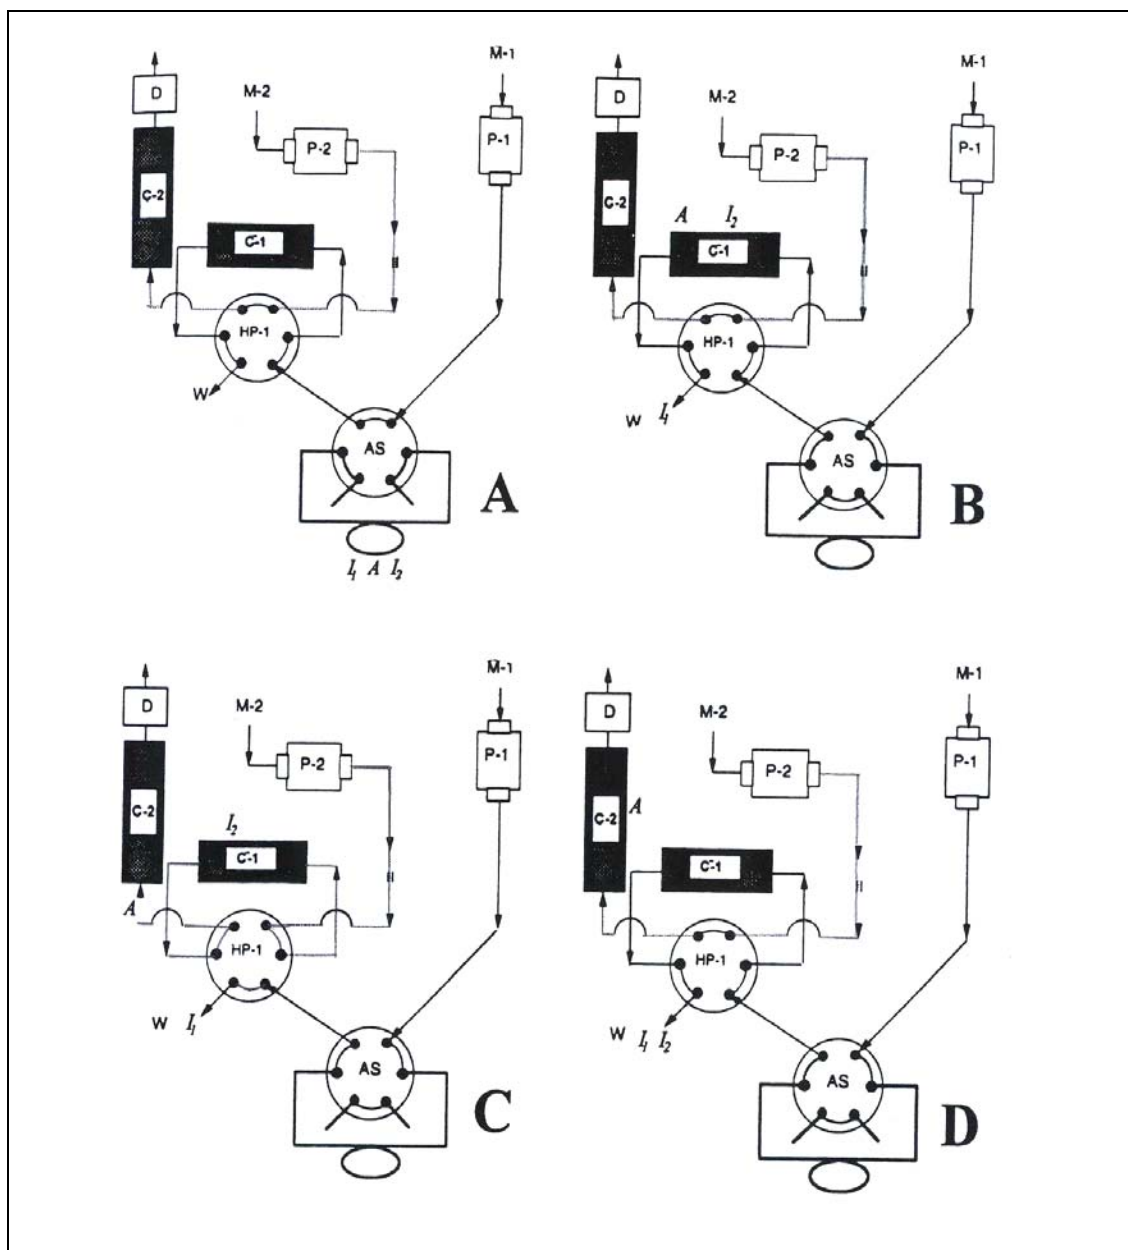 M-1
D
M-2
P-2
P-1
C-2
C-1
HP-1
W
AS
A
I₁ A I₂
M-1
D
M-2
P-2
P-1
C-2
A I₂
C-1
HP-1
W I₁
AS
B
M-1
D
M-2
P-2
P-1
C-2
I₂
C-1
A
HP-1
W I₁
AS
C
M-1
D
M-2
P-2
P-1
A
C-2
C-1
HP-1
W I₁ I₂
AS
D